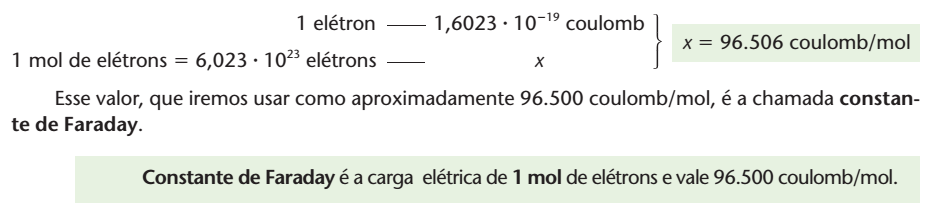 1 elétron —— 1,6023 · 10⁻¹⁹ coulomb
1 mol de elétrons = 6,023 · 10²³ elétrons —— x
x = 96.506 coulomb/mol
Esse valor, que iremos usar como aproximadamente 96.500 coulomb/mol, é a chamada constan-
te de Faraday.
Constante de Faraday é a carga elétrica de 1 mol de elétrons e vale 96.500 coulomb/mol.